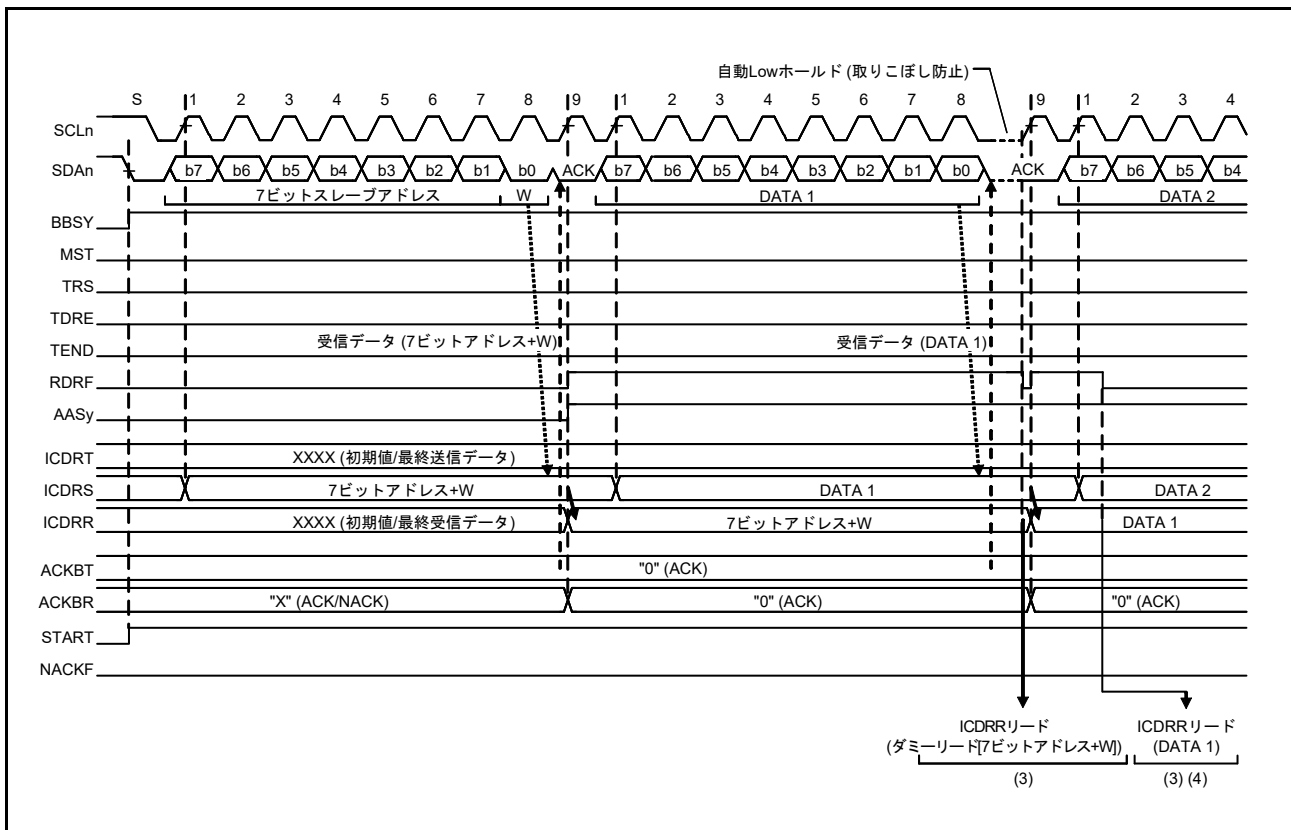 自動Lowホールド (取りこぼし防止)
S 1 2 3 4 5 6 7 8 9 1 2 3 4 5 6 7 8 9 1 2 3 4
SCLn
SDAn b7 b6 b5 b4 b3 b2 b1 b0 ACK b7 b6 b5 b4 b3 b2 b1 b0 ACK b7 b6 b5 b4
7ビットスレーブアドレス W DATA 1 DATA 2
BBSY
MST
TRS
TDRE
受信データ (7ビットアドレス+W) 受信データ (DATA 1)
TEND
RDRF
AASy
ICDRT XXXX (初期値/最終送信データ)
ICDRS 7ビットアドレス+W DATA 1 DATA 2
ICDRR XXXX (初期値/最終受信データ) 7ビットアドレス+W DATA 1
ACKBT "0" (ACK)
ACKBR "X" (ACK/NACK) "0" (ACK) "0" (ACK)
START
NACKF
ICDRRリード ICDRRリード
(ダミーリード[7ビットアドレス+W]) (DATA 1)
(3) (3) (4)